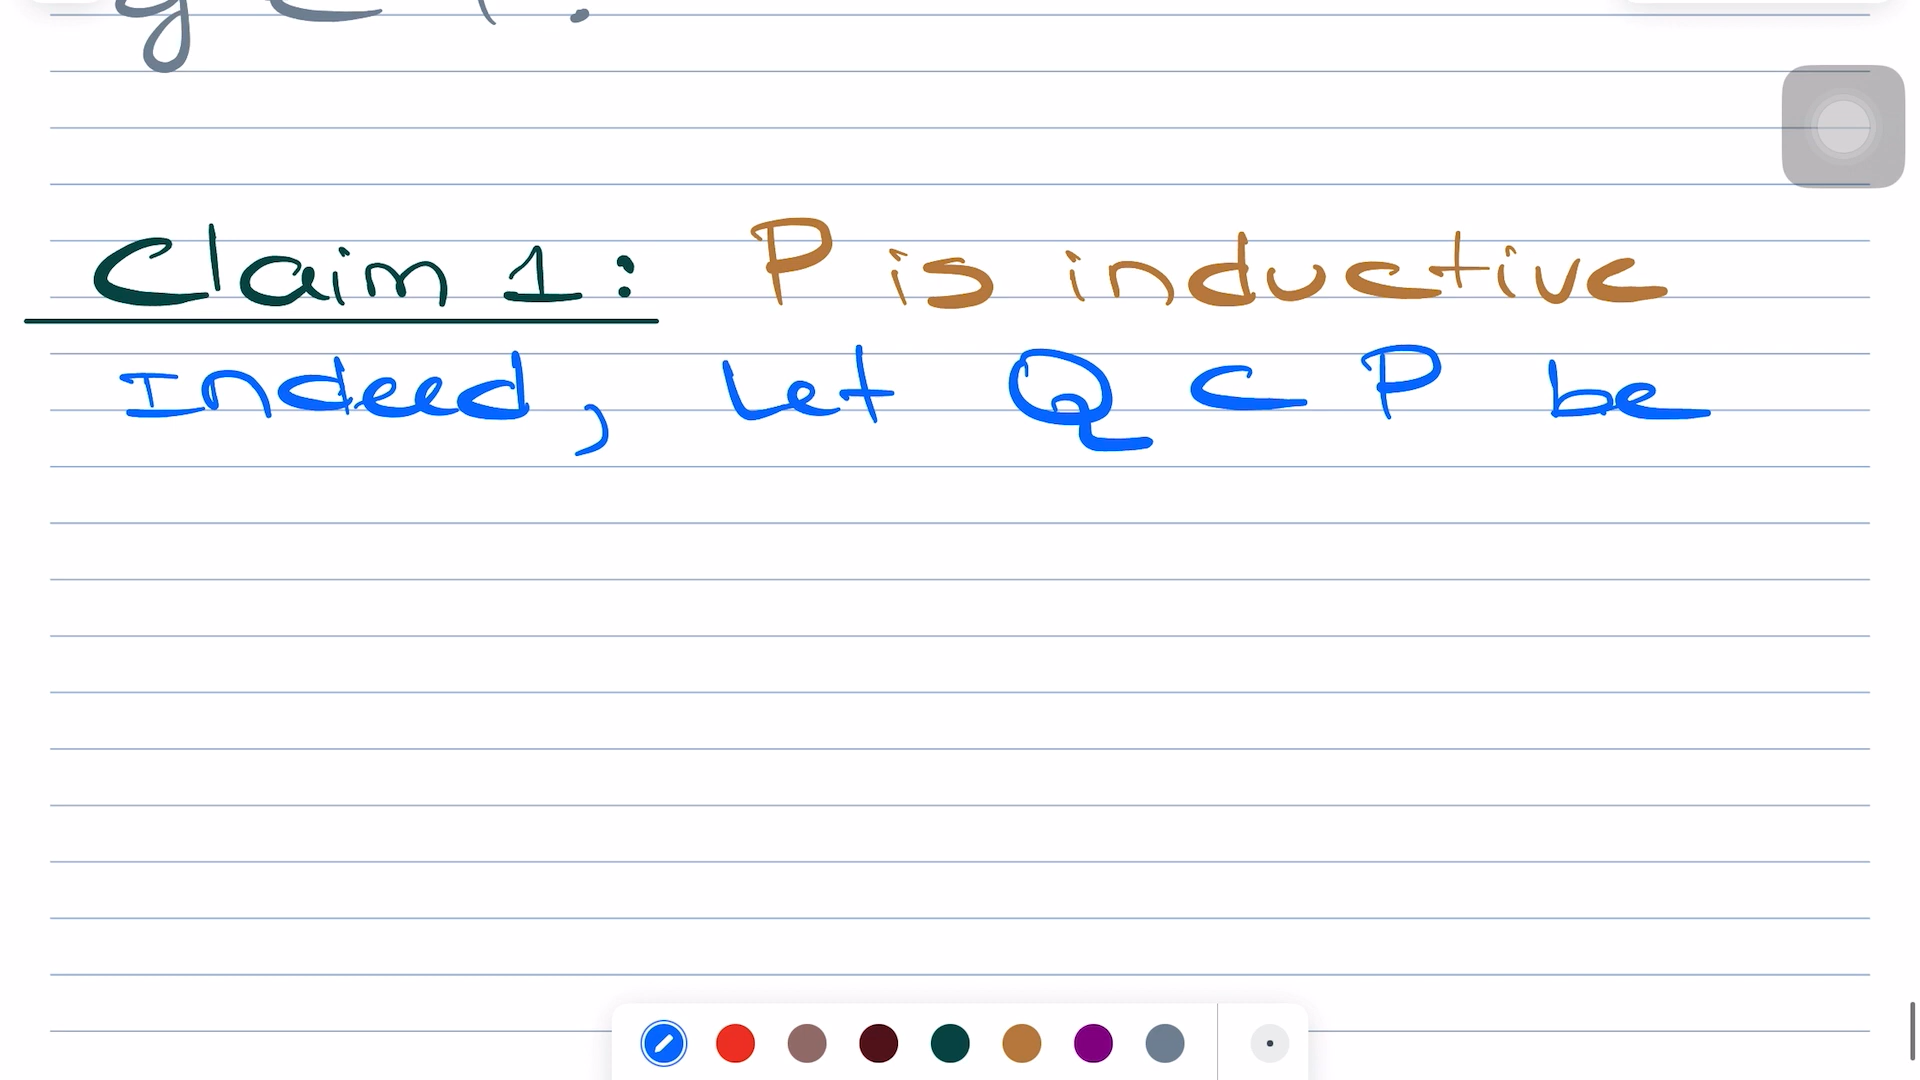 Claim 1: P is inductive
Indeed, Let Q ⊂ P be